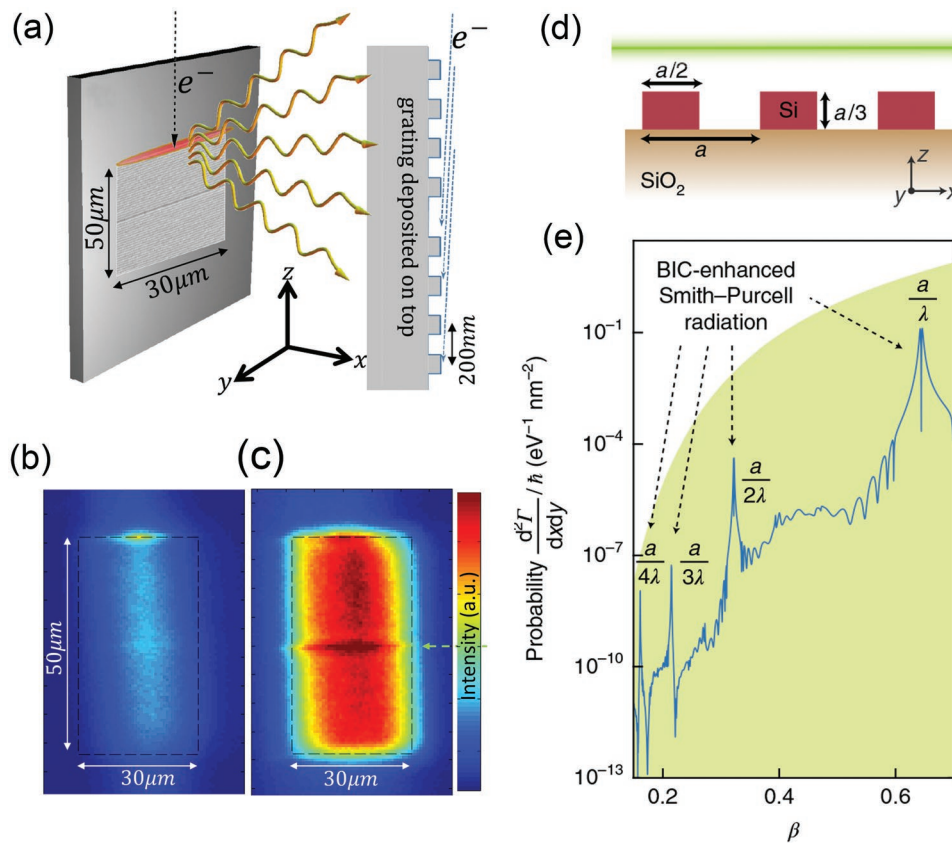 (a)
e⁻
50μm
30μm
z
y
x
grating deposited on top
e⁻
200nm
(b)
50μm
30μm
(c)
30μm
Intensity (a.u.)
(d)
a/2
Si
a/3
a
SiO₂
z
y
x
(e)
BIC-enhanced
Smith–Purcell
radiation
a/λ
a/2λ
a/3λ
a/4λ
Probability d²Γ/dxdy / ħ (eV⁻¹ nm⁻²)
10⁻¹
10⁻⁴
10⁻⁷
10⁻¹⁰
10⁻¹³
0.2 0.4 0.6
β